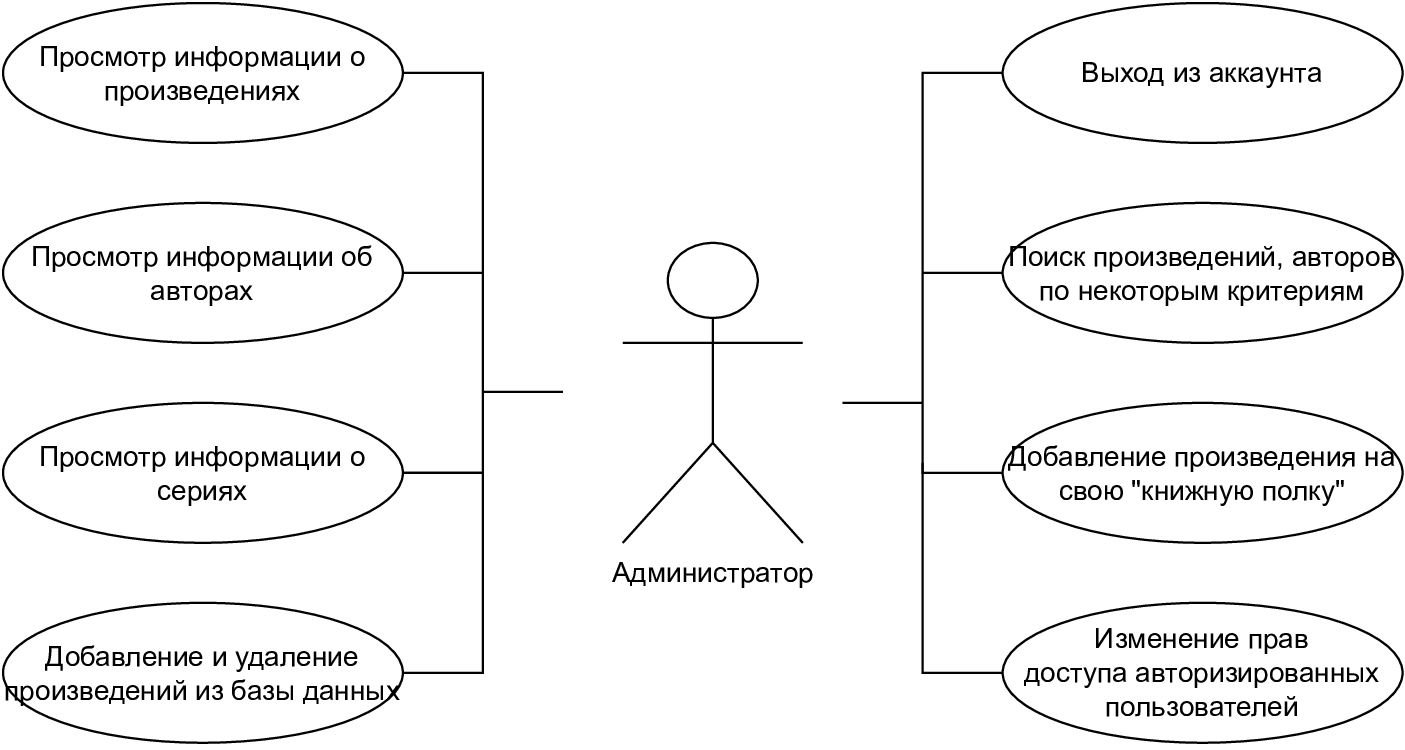 Просмотр информации о
произведениях
Просмотр информации об
авторах
Просмотр информации о
сериях
Добавление и удаление
произведений из базы данных
Администратор
Выход из аккаунта
Поиск произведений, авторов
по некоторым критериям
Добавление произведения на
свою "книжную полку"
Изменение прав
доступа авторизированных
пользователей